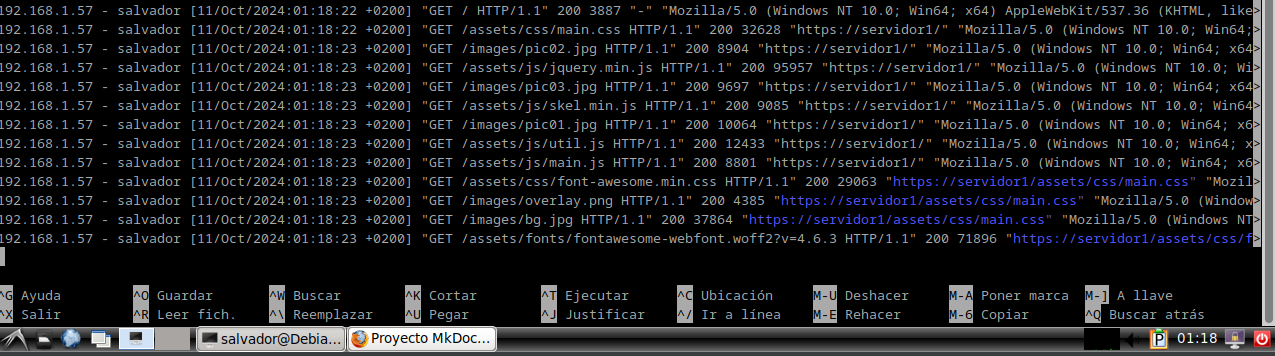 192.168.1.57 - salvador [11/Oct/2024:01:18:22 +0200] "GET / HTTP/1.1" 200 3887 "-" "Mozilla/5.0 (Windows NT 10.0; Win64; x64) AppleWebKit/537.36 (KHTML, like>
192.168.1.57 - salvador [11/Oct/2024:01:18:22 +0200] "GET /assets/css/main.css HTTP/1.1" 200 32628 "https://servidor1/" "Mozilla/5.0 (Windows NT 10.0; Win64;>
192.168.1.57 - salvador [11/Oct/2024:01:18:23 +0200] "GET /images/pic02.jpg HTTP/1.1" 200 8904 "https://servidor1/" "Mozilla/5.0 (Windows NT 10.0; Win64; x64>
192.168.1.57 - salvador [11/Oct/2024:01:18:23 +0200] "GET /assets/js/jquery.min.js HTTP/1.1" 200 95957 "https://servidor1/" "Mozilla/5.0 (Windows NT 10.0; Wi>
192.168.1.57 - salvador [11/Oct/2024:01:18:23 +0200] "GET /images/pic03.jpg HTTP/1.1" 200 9697 "https://servidor1/" "Mozilla/5.0 (Windows NT 10.0; Win64; x64>
192.168.1.57 - salvador [11/Oct/2024:01:18:23 +0200] "GET /assets/js/skel.min.js HTTP/1.1" 200 9085 "https://servidor1/" "Mozilla/5.0 (Windows NT 10.0; Win64>
192.168.1.57 - salvador [11/Oct/2024:01:18:23 +0200] "GET /images/pic01.jpg HTTP/1.1" 200 10064 "https://servidor1/" "Mozilla/5.0 (Windows NT 10.0; Win64; x6>
192.168.1.57 - salvador [11/Oct/2024:01:18:23 +0200] "GET /assets/js/util.js HTTP/1.1" 200 12433 "https://servidor1/" "Mozilla/5.0 (Windows NT 10.0; Win64; x>
192.168.1.57 - salvador [11/Oct/2024:01:18:23 +0200] "GET /assets/js/main.js HTTP/1.1" 200 8801 "https://servidor1/" "Mozilla/5.0 (Windows NT 10.0; Win64; x6>
192.168.1.57 - salvador [11/Oct/2024:01:18:23 +0200] "GET /assets/css/font-awesome.min.css HTTP/1.1" 200 29063 "https://servidor1/assets/css/main.css" "Mozil>
192.168.1.57 - salvador [11/Oct/2024:01:18:23 +0200] "GET /images/overlay.png HTTP/1.1" 200 4385 "https://servidor1/assets/css/main.css" "Mozilla/5.0 (Window>
192.168.1.57 - salvador [11/Oct/2024:01:18:23 +0200] "GET /images/bg.jpg HTTP/1.1" 200 37864 "https://servidor1/assets/css/main.css" "Mozilla/5.0 (Windows NT>
192.168.1.57 - salvador [11/Oct/2024:01:18:23 +0200] "GET /assets/fonts/fontawesome-webfont.woff2?v=4.6.3 HTTP/1.1" 200 71896 "https://servidor1/assets/css/f>
^G Ayuda ^O Guardar ^W Buscar ^K Cortar ^T Ejecutar ^C Ubicación M-U Deshacer M-A Poner marca M-] A llave
^X Salir ^R Leer fich. ^\ Reemplazar ^U Pegar ^J Justificar ^/ Ir a línea M-E Rehacer M-6 Copiar ^Q Buscar atrás
salvador@Debia... Proyecto MkDoc... P 01:18